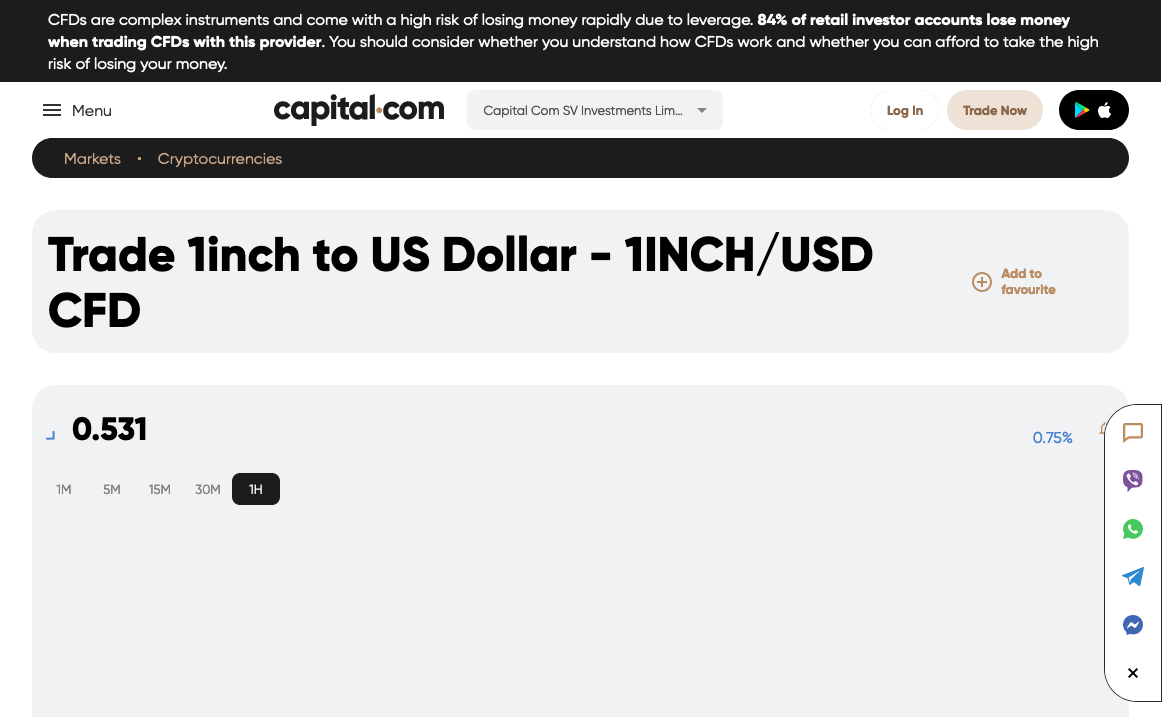 CFDs are complex instruments and come with a high risk of losing money rapidly due to leverage. 84% of retail investor accounts lose money
when trading CFDs with this provider. You should consider whether you understand how CFDs work and whether you can afford to take the high
risk of losing your money.
Menu
capital.com
Capital Com SV Investments Lim...
Log In
Trade Now
Markets
Cryptocurrencies
Trade 1inch to US Dollar - 1INCH/USD
CFD
Add to
favourite
0.531
0.75%
1M
5M
15M
30M
1H